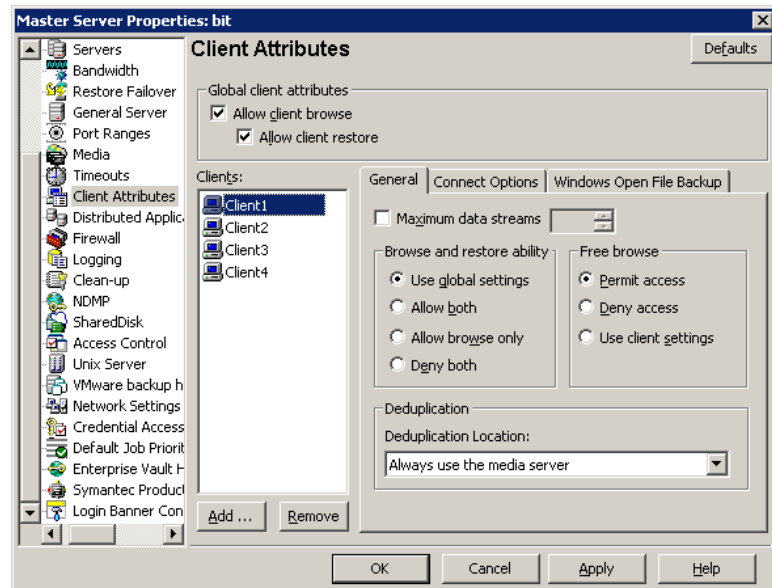 Master Server Properties: bit
Servers
Bandwidth
Restore Failover
General Server
Port Ranges
Media
Timeouts
Client Attributes
Distributed Applic
Firewall
Logging
Clean-up
NDMP
SharedDisk
Access Control
Unix Server
VMware backup h
Network Settings
Credential Access
Default Job Priorit
Enterprise Vault H
Symantec Product
Login Banner Con
Client Attributes
Defaults
Global client attributes
Allow client browse
Allow client restore
Clients:
Client1
Client2
Client3
Client4
Add ...
Remove
General
Connect Options
Windows Open File Backup
Maximum data streams
Browse and restore ability
Use global settings
Allow both
Allow browse only
Deny both
Free browse
Permit access
Deny access
Use client settings
Deduplication
Deduplication Location:
Always use the media server
OK
Cancel
Apply
Help